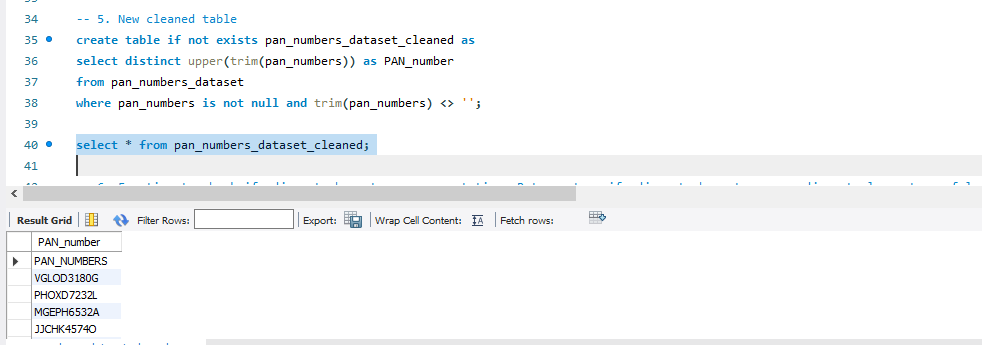 34 -- 5. New cleaned table
35 create table if not exists pan_numbers_dataset_cleaned as
36 select distinct upper(trim(pan_numbers)) as PAN_number
37 from pan_numbers_dataset
38 where pan_numbers is not null and trim(pan_numbers) <> '';
39
40 select * from pan_numbers_dataset_cleaned;
41
Result Grid Filter Rows: Export: Wrap Cell Content: Fetch rows:
PAN_number
PAN_NUMBERS
VGLOD3180G
PHOXD7232L
MGEPH6532A
JJCHK4574O